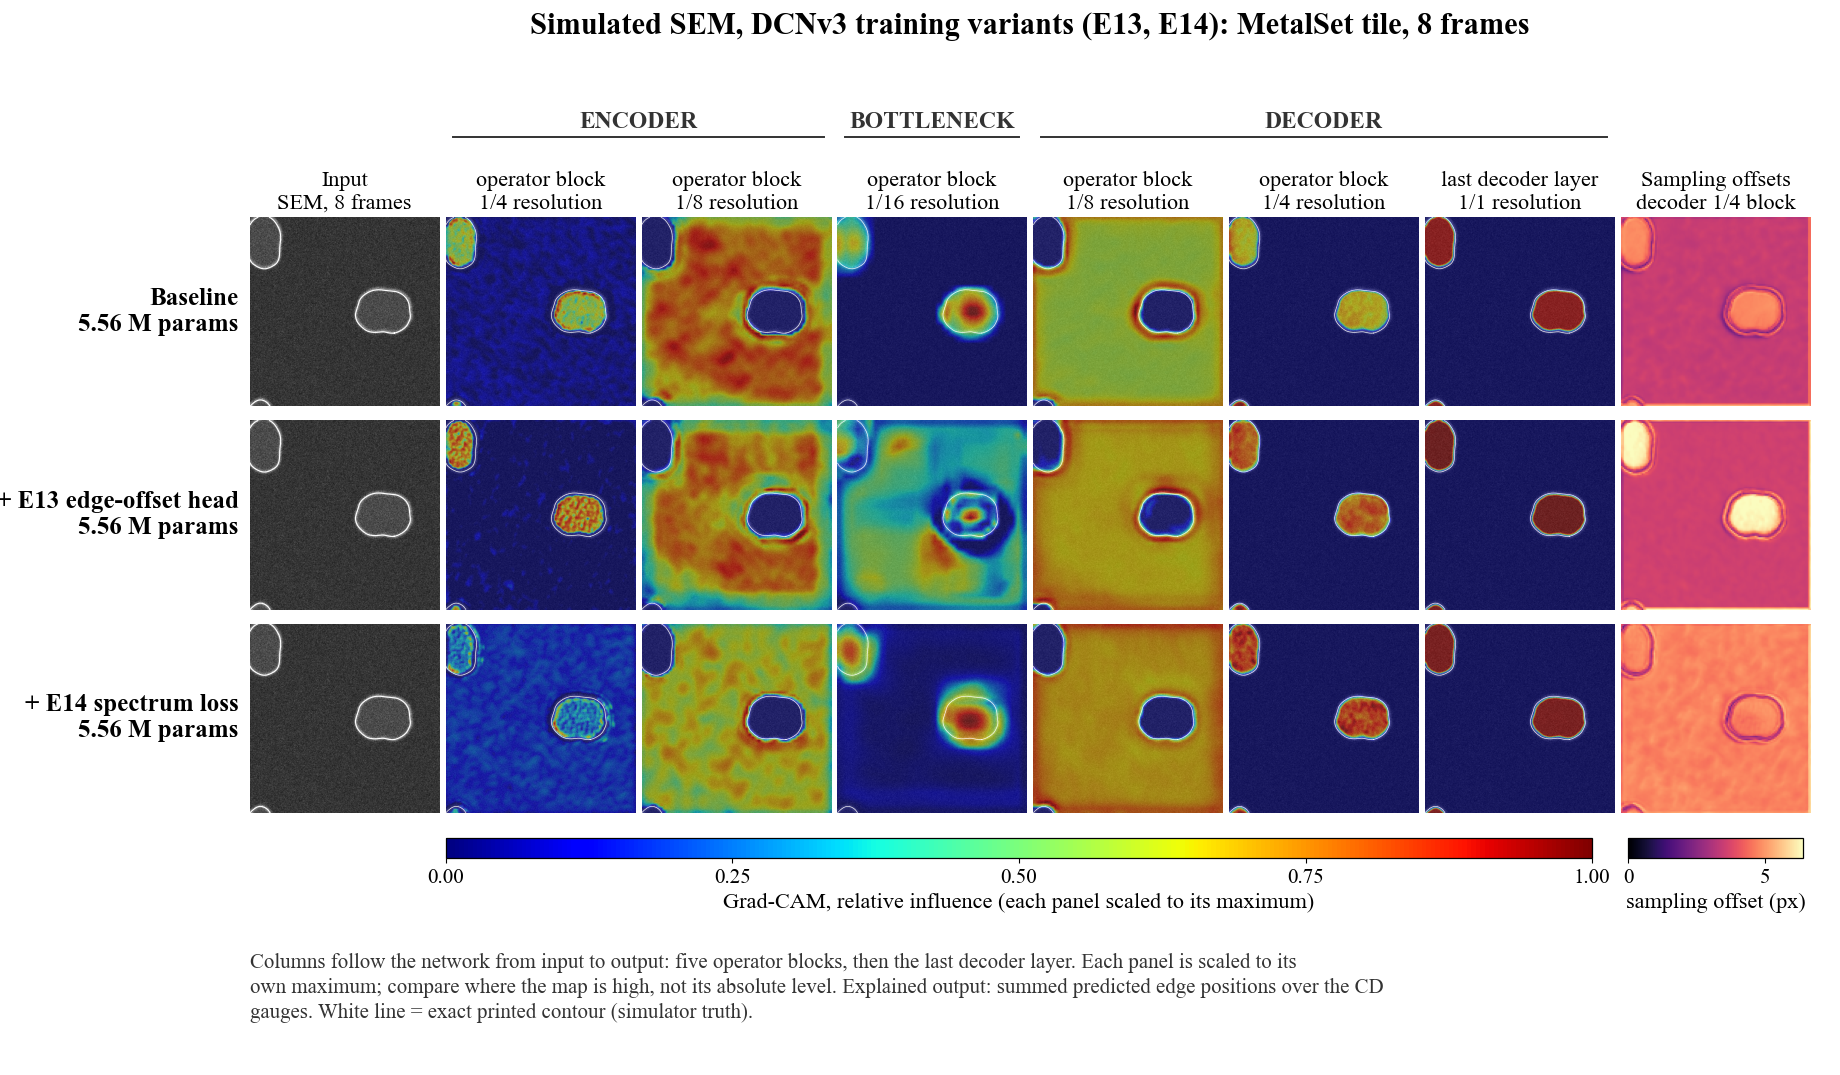 Simulated SEM, DCNv3 training variants (E13, E14): MetalSet tile, 8 frames
ENCODER
BOTTLENECK
DECODER
Input
SEM, 8 frames
operator block
1/4 resolution
operator block
1/8 resolution
operator block
1/16 resolution
operator block
1/8 resolution
operator block
1/4 resolution
last decoder layer
1/1 resolution
Sampling offsets
decoder 1/4 block
Baseline
5.56 M params
+ E13 edge-offset head
5.56 M params
+ E14 spectrum loss
5.56 M params
0.00 0.25 0.50 0.75 1.00
Grad-CAM, relative influence (each panel scaled to its maximum)
0 5
sampling offset (px)
Columns follow the network from input to output: five operator blocks, then the last decoder layer. Each panel is scaled to its
own maximum; compare where the map is high, not its absolute level. Explained output: summed predicted edge positions over the CD
gauges. White line = exact printed contour (simulator truth).